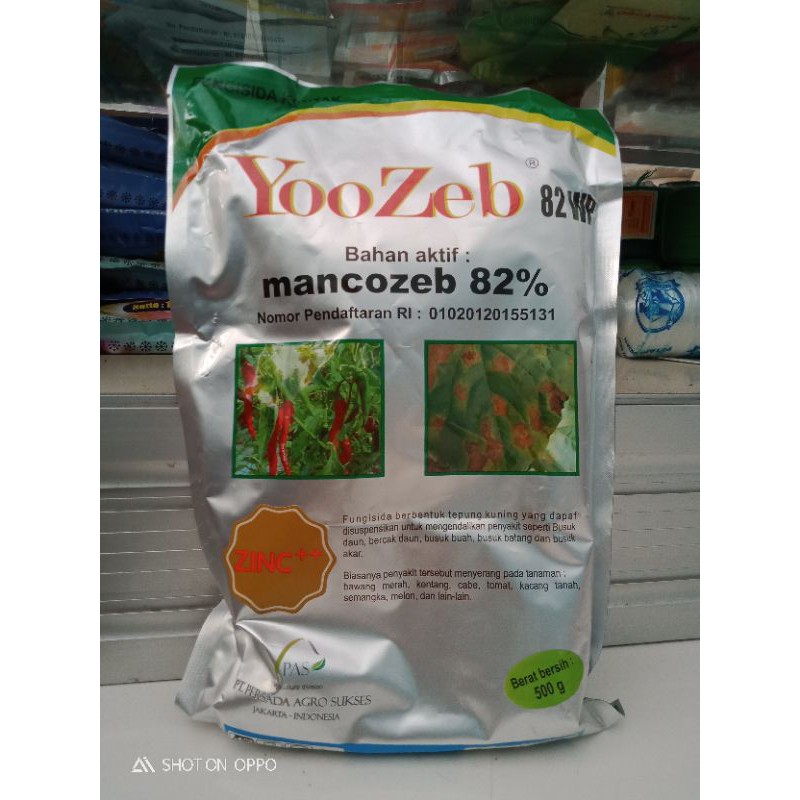 YooZeb® 82 WP
Bahan aktif :
mancozeb 82%
Nomor Pendaftaran RI : 01020120155131
Fungisida berbentuk tepung kuning yang dapat
disuspensikan untuk mengendalikan penyakit seperti Busuk
daun, bercak daun, busuk buah, busuk batang dan busuk
akar.
Biasanya penyakit tersebut menyerang pada tanaman :
bawang merah, kentang, cabe, tomat, kacang tanah,
semangka, melon, dan lain-lain.
ZINC++
PAS
PT. PERSADA AGRO SUKSES
JAKARTA - INDONESIA
Berat bersih :
500 g
SHOT ON OPPO